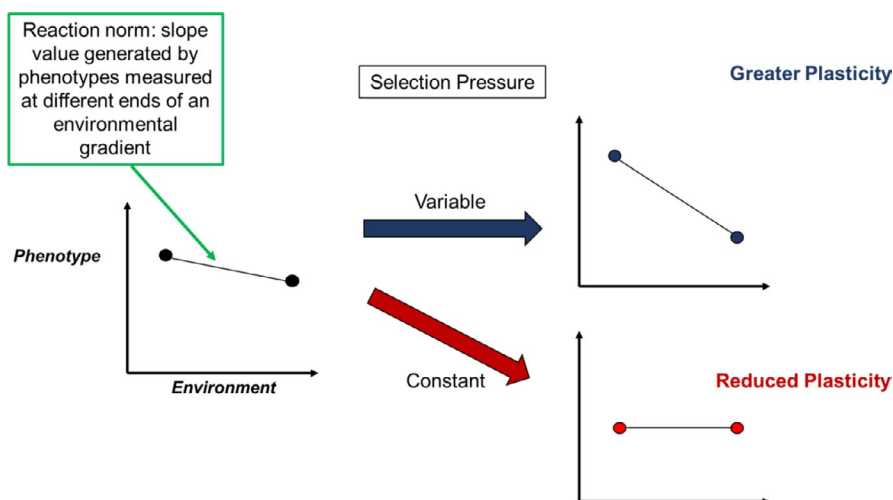 Reaction norm: slope
value generated by
phenotypes measured
at different ends of an
environmental
gradient
Selection Pressure
Greater Plasticity
Variable
Phenotype
Environment
Constant
Reduced Plasticity